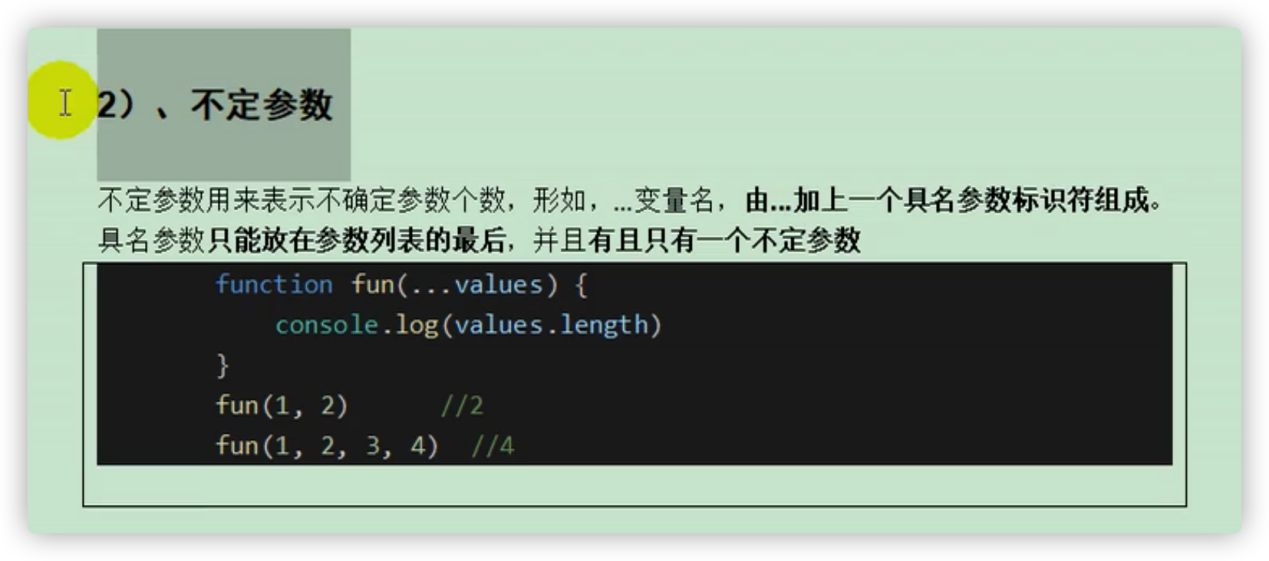 2）、不定参数
不定参数用来表示不确定参数个数，形如，...变量名，由...加上一个具名参数标识符组成。
具名参数只能放在参数列表的最后，并且有且只有一个不定参数
function fun(...values) {
    console.log(values.length)
}
fun(1, 2)      //2
fun(1, 2, 3, 4)  //4